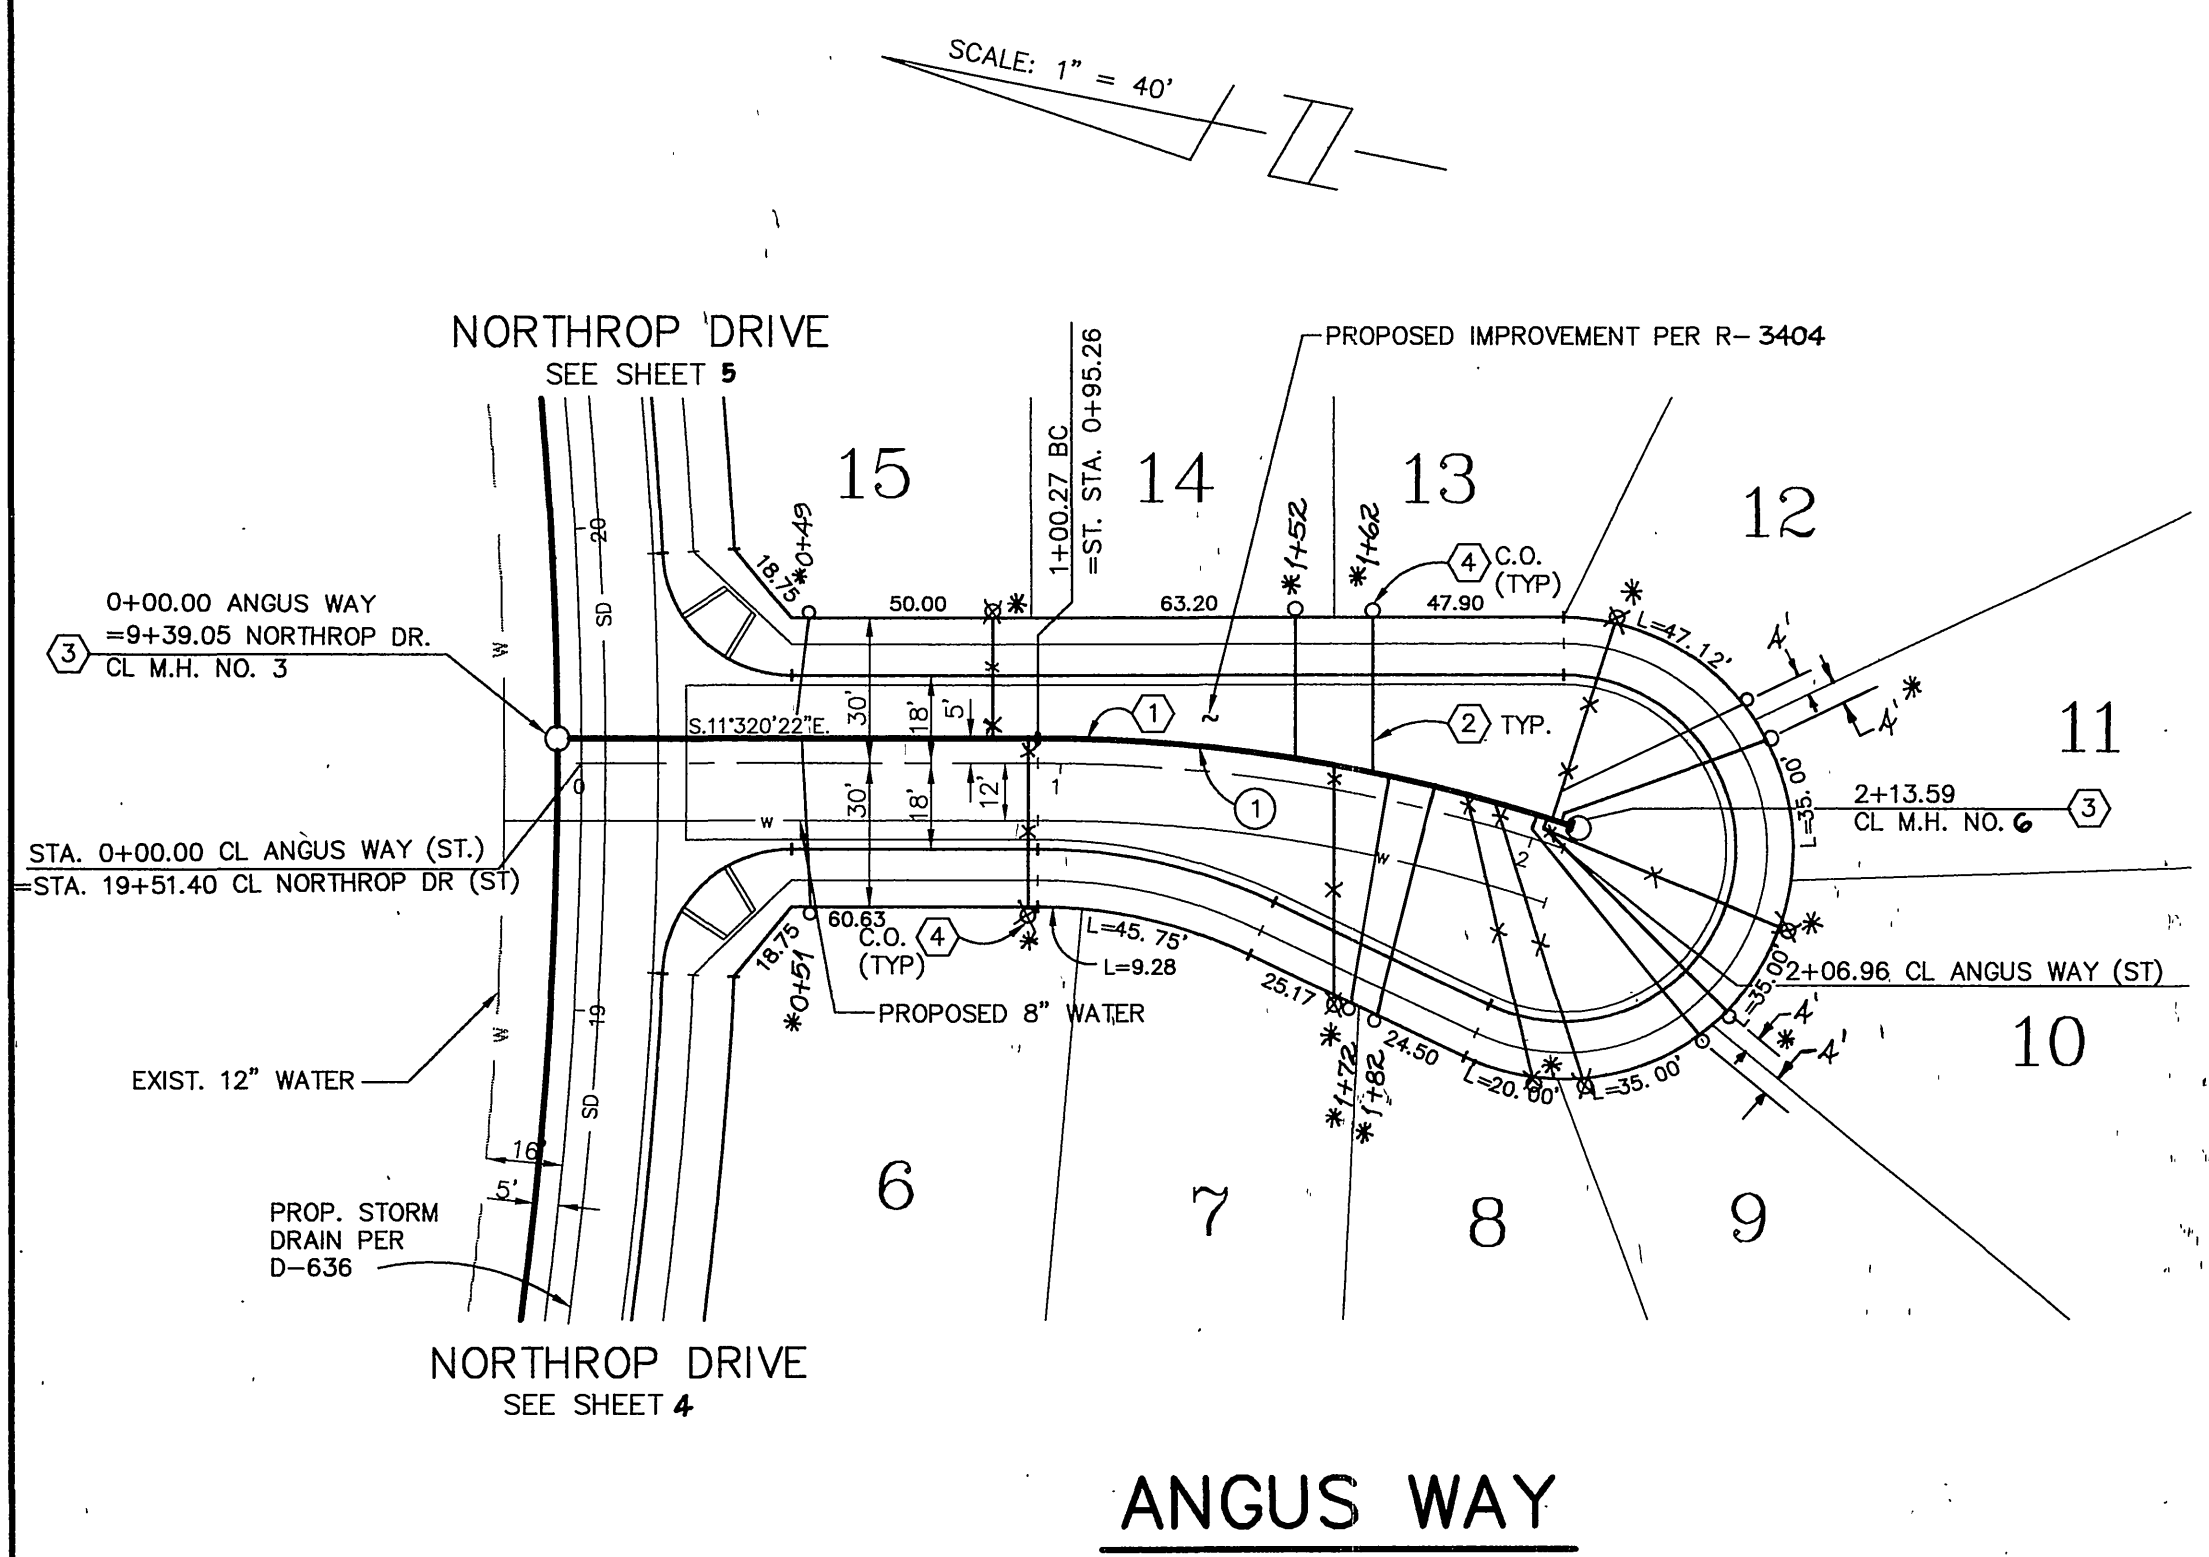 SCALE: 1" = 40'
NORTHROP DRIVE
SEE SHEET 5
1+00.27 BC
=ST. STA. 0+95.26
PROPOSED IMPROVEMENT PER R-3404
15
14
13
12
11
10
9
8
7
6
*0+49
*1+52
*1+62
4
C.O.
(TYP)
18.75
50.00
63.20
47.90
L=47.12'
4'
4'
*
*
20
SD
W
0+00.00 ANGUS WAY
=9+39.05 NORTHROP DR.
CL M.H. NO. 3
3
S.11°320'22"E.
30'
18'
5'
1
2 TYP.
1
30'
18'
12'
0
1
2
W
W
2+13.59
CL M.H. NO. 6
3
L=35.00'
STA. 0+00.00 CL ANGUS WAY (ST.)
=STA. 19+51.40 CL NORTHROP DR (ST)
18.75
60.63
C.O.
(TYP)
4
*
L=45.75'
L=9.28
*0+51
25.17
24.50
L=20.00'
L=35.00'
L=35.00'
*
*
*
4'
4'
*
*1+72
*1+82
2+06.96 CL ANGUS WAY (ST)
PROPOSED 8" WATER
19
SD
W
EXIST. 12" WATER
16'
5'
PROP. STORM
DRAIN PER
D-636
NORTHROP DRIVE
SEE SHEET 4
ANGUS WAY